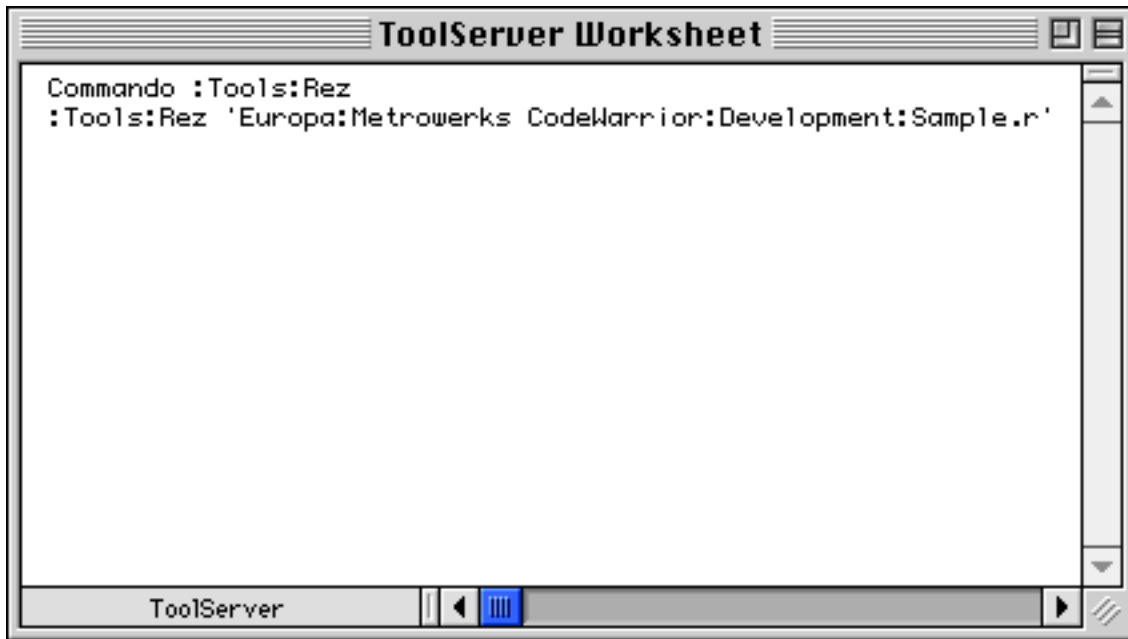 ToolServer Worksheet
Commando :Tools:Rez
:Tools:Rez 'Europa:Metrowerks CodeWarrior:Development:Sample.r'
ToolServer